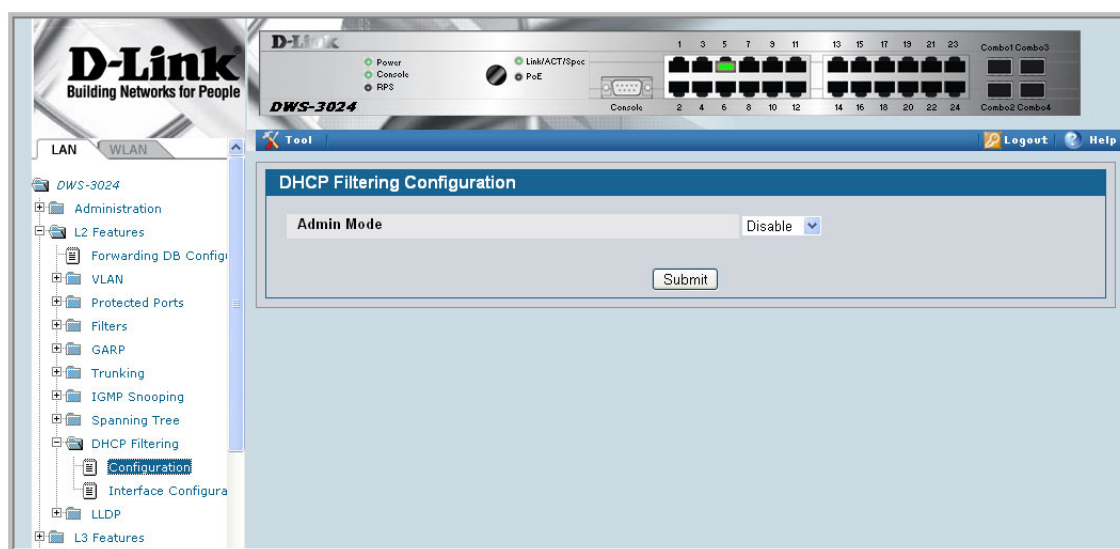 D-Link
Building Networks for People
D-Link
Power
Console
RPS
Link/ACT/Spec
PoE
DWS-3024
Console
1 3 5 7 9 11 13 15 17 19 21 23 Combo1 Combo3
2 4 6 8 10 12 14 16 18 20 22 24 Combo2 Combo4
LAN WLAN
Tool Logout Help
DWS-3024
Administration
L2 Features
Forwarding DB Configu
VLAN
Protected Ports
Filters
GARP
Trunking
IGMP Snooping
Spanning Tree
DHCP Filtering
Configuration
Interface Configura
LLDP
L3 Features
DHCP Filtering Configuration
Admin Mode Disable
Submit